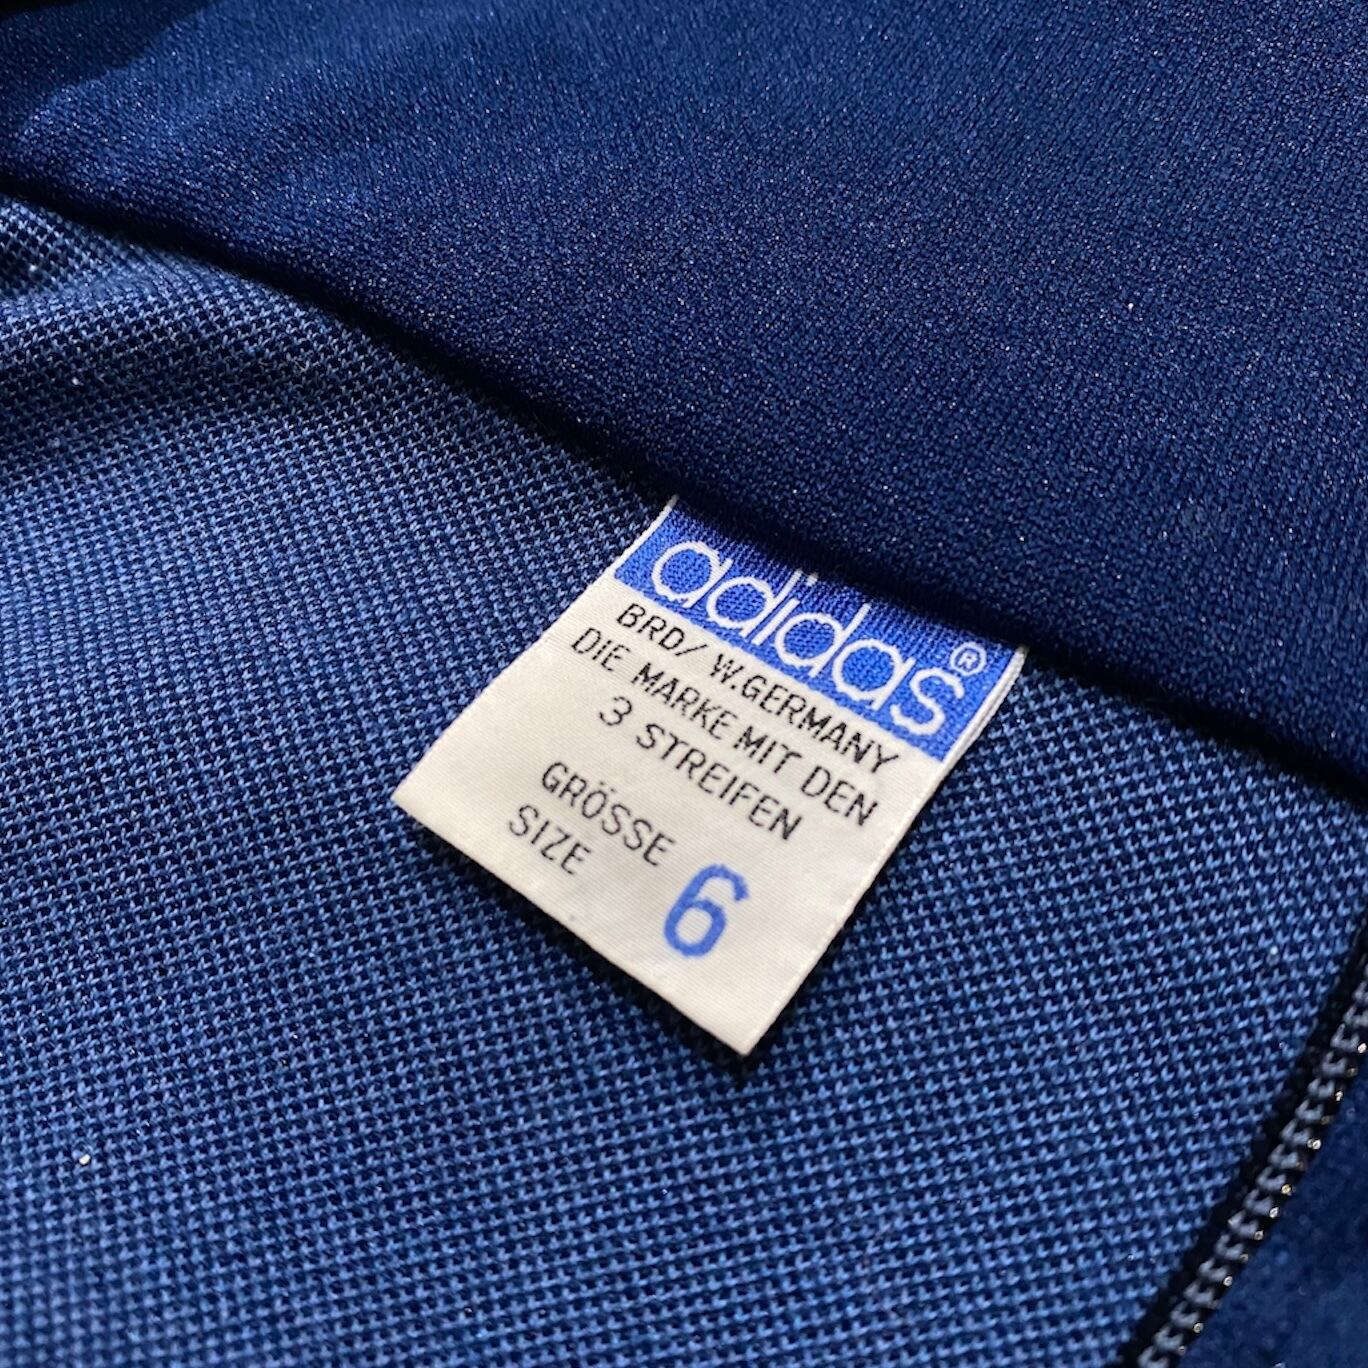 adidas®
BRD/ W.GERMANY
DIE MARKE MIT DEN
3 STREIFEN
GRÖSSE 6
SIZE